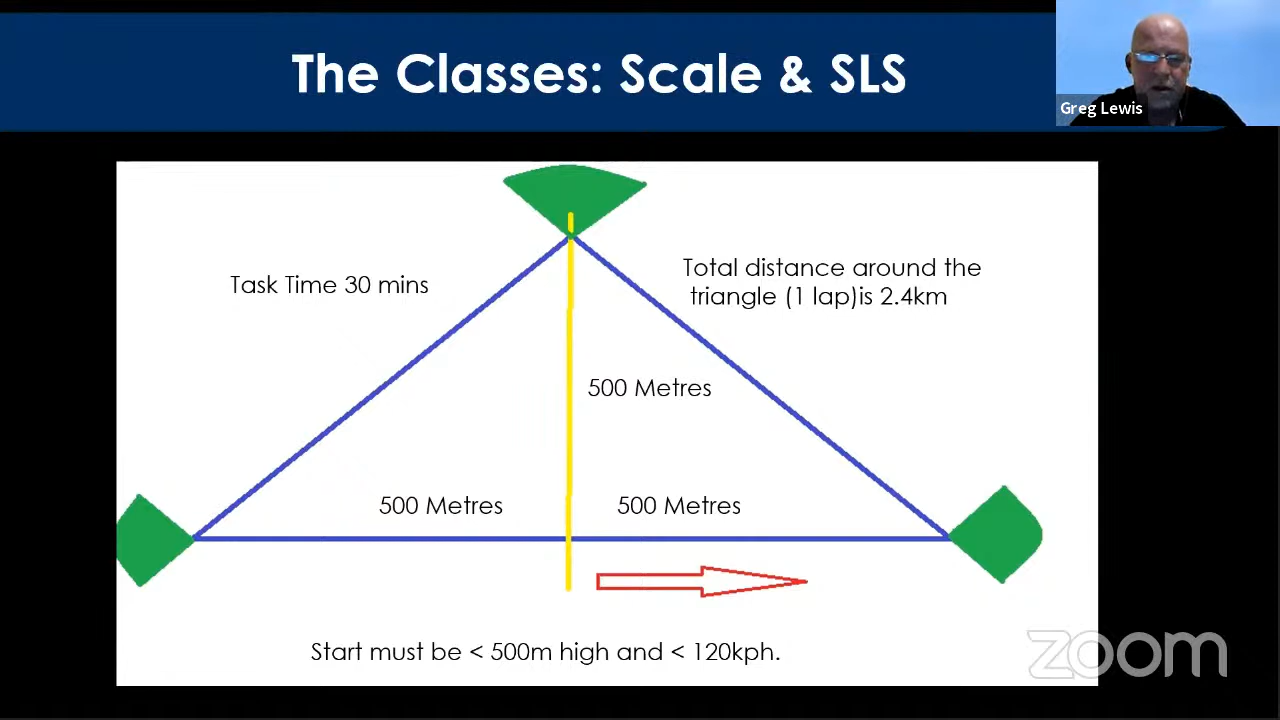 The Classes: Scale & SLS
Greg Lewis
Task Time 30 mins
Total distance around the
triangle (1 lap)is 2.4km
500 Metres
500 Metres
500 Metres
Start must be < 500m high and < 120kph.
zoom